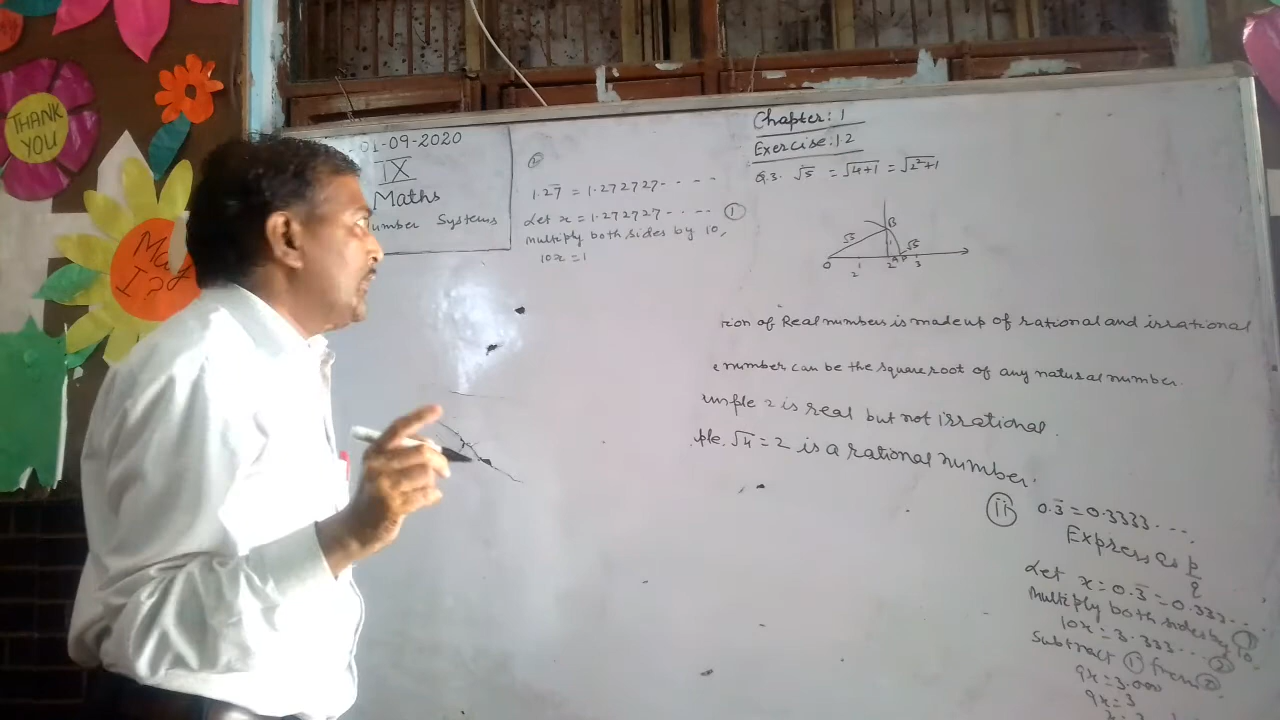 THANK
YOU
May
I?
01-09-2020
IX
Maths
Number Systems
1.27̅ = 1.272727.....
Let x = 1.272727..... ①
Multiply both sides by 10,
10x = 1
Chapter: 1
Exercise: 1.2
Q.3. √5 = √4+1 = √2²+1
B
√5
1
√5
O
1
2
2
A
P
3
tion of Real numbers is made up of rational and irrational
number can be the square root of any natural number.
2 is real but not irrational.
√4 = 2 is a rational number.
ⅱ 0.3̅ = 0.3333...,
Express as p/q
Let x = 0.3̅ = 0.333... ①
Multiply both sides by 10,
10x = 3.333... ②
Subtract ① from ②,
9x = 3.000
9x = 3